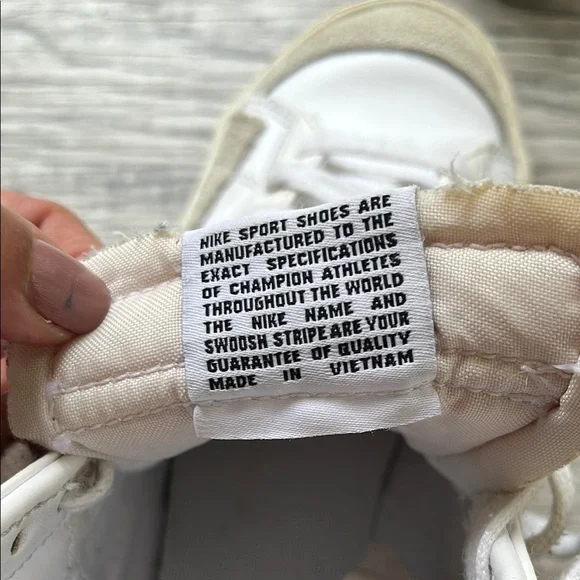 NIKE SPORT SHOES ARE
MANUFACTURED TO THE
EXACT SPECIFICATIONS
OF CHAMPION ATHLETES
THROUGHOUT THE WORLD
THE NIKE NAME AND
SWOOSH STRIPE ARE YOUR
GUARANTEE OF QUALITY
MADE IN VIETNAM